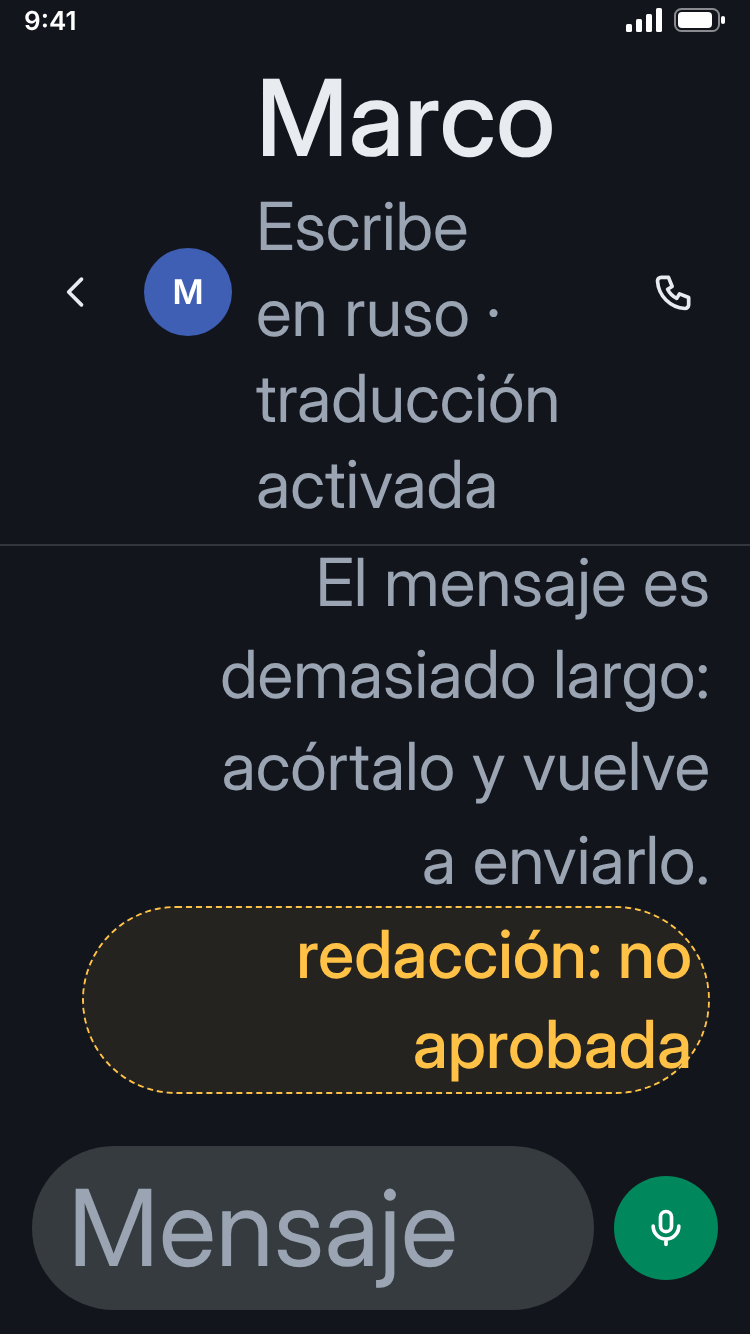 9:41
Marco
M
Escribe
en ruso ·
traducción
activada
El mensaje es
demasiado largo:
acórtalo y vuelve
a enviarlo.
redacción: no
aprobada
Mensaje